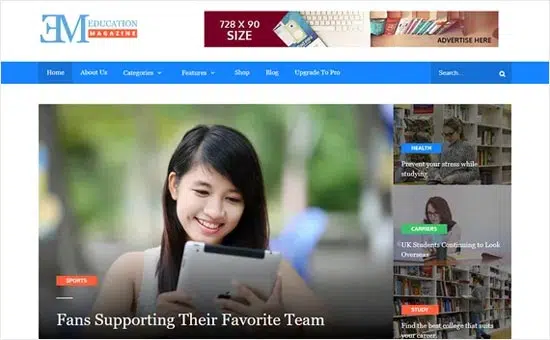 EM EDUCATION
MAGAZINE
728 X 90
SIZE
ADVERTISE HERE
Home About Us Categories Features Shop Blog Upgrade To Pro Search...
HEALTH
Prevent your stress while
studying
CARRIERS
UK Students Continuing to Look
Overseas
SPORTS
Fans Supporting Their Favorite Team
STUDY
Find the best college that suits
your career